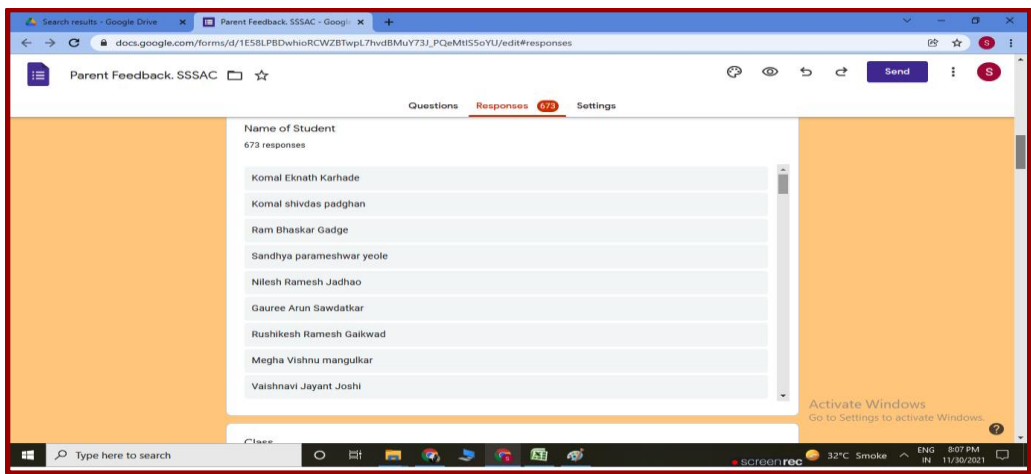 Search results - Google Drive
Parent Feedback. SSSAC - Googl
docs.google.com/forms/d/1E58LPBDwhioRCWZBTwpL7hvdBMuY73J_PQeMtIS5oYU/edit#responses
S
Parent Feedback. SSSAC
Send
S
Questions Responses 673 Settings
Name of Student
673 responses
Komal Eknath Karhade
Komal shivdas padghan
Ram Bhaskar Gadge
Sandhya parameshwar yeole
Nilesh Ramesh Jadhao
Gauree Arun Sawdatkar
Rushikesh Ramesh Gaikwad
Megha Vishnu mangulkar
Vaishnavi Jayant Joshi
Class
Activate Windows
Go to Settings to activate Windows.
Type here to search
screenrec
32°C Smoke
ENG
IN
8:07 PM
11/30/2021